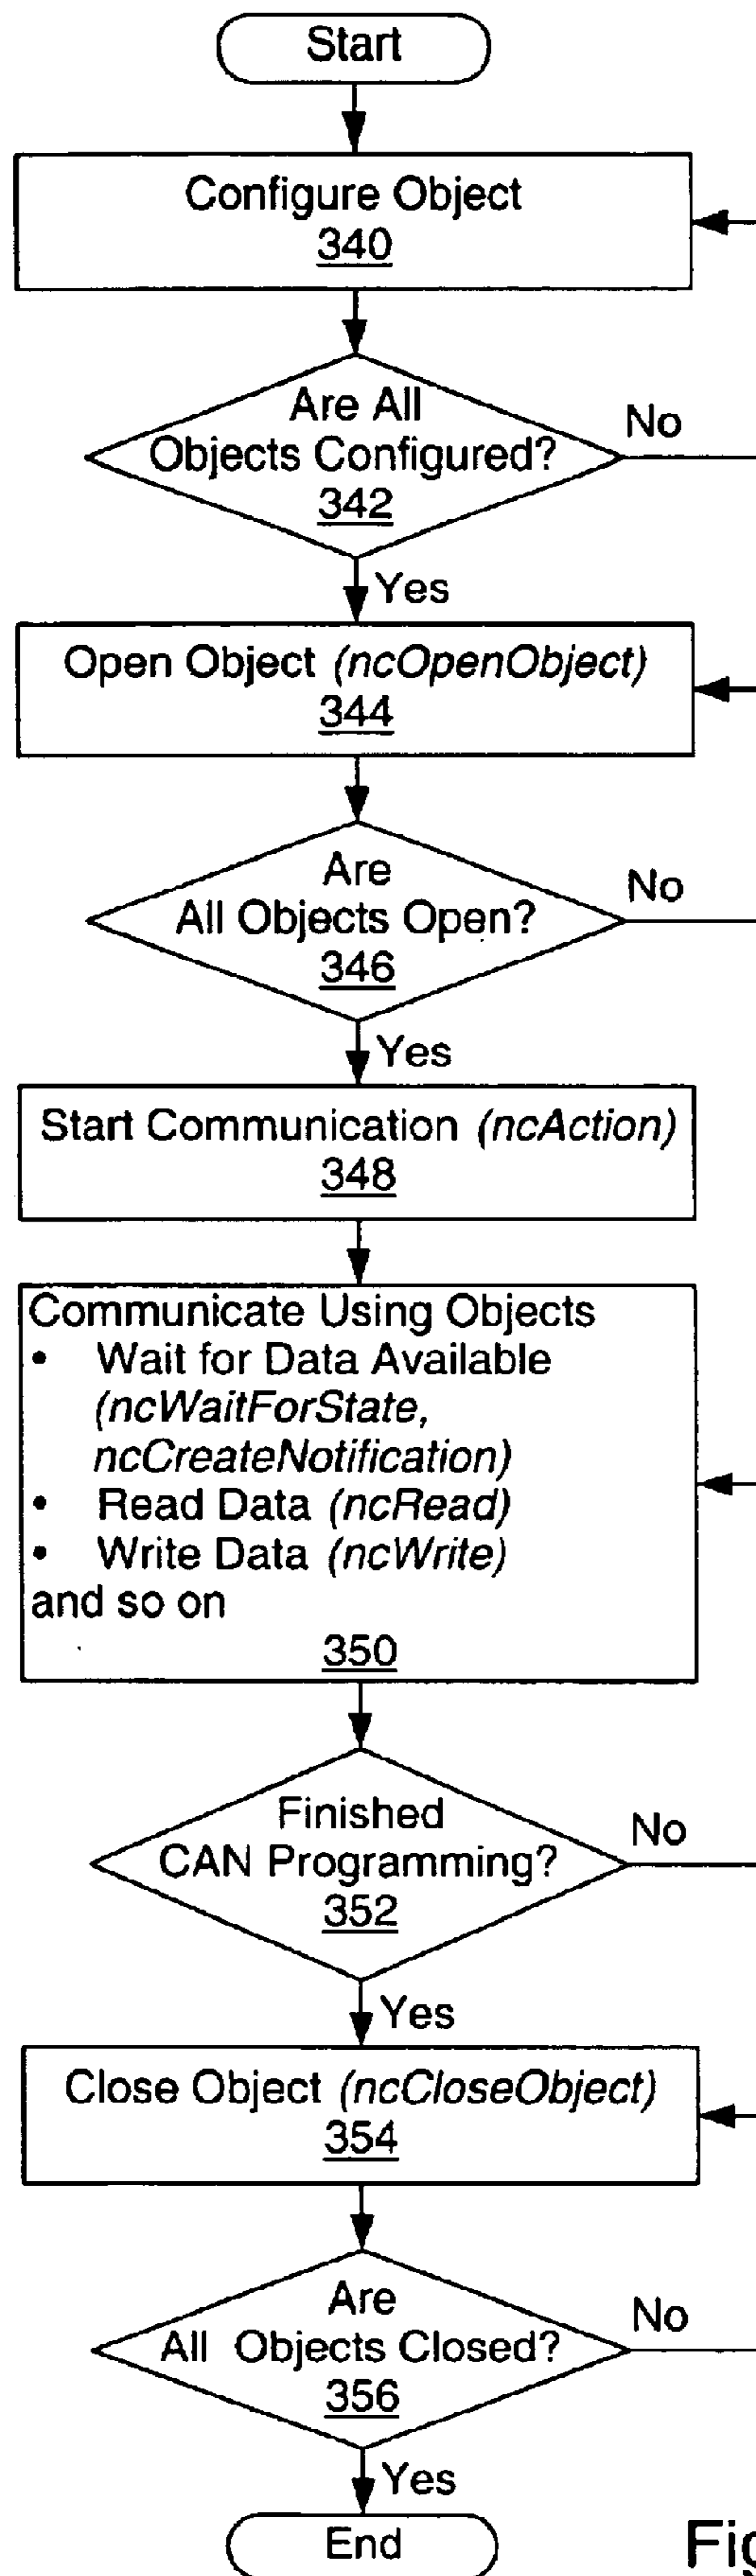 Start
Configure Object
340
Are All
Objects Configured?
342
No
Yes
Open Object (ncOpenObject)
344
Are
All Objects Open?
346
No
Yes
Start Communication (ncAction)
348
Communicate Using Objects
• Wait for Data Available
(ncWaitForState,
ncCreateNotification)
• Read Data (ncRead)
• Write Data (ncWrite)
and so on
350
Finished
CAN Programming?
352
No
Yes
Close Object (ncCloseObject)
354
Are
All Objects Closed?
356
No
Yes
End
Fig